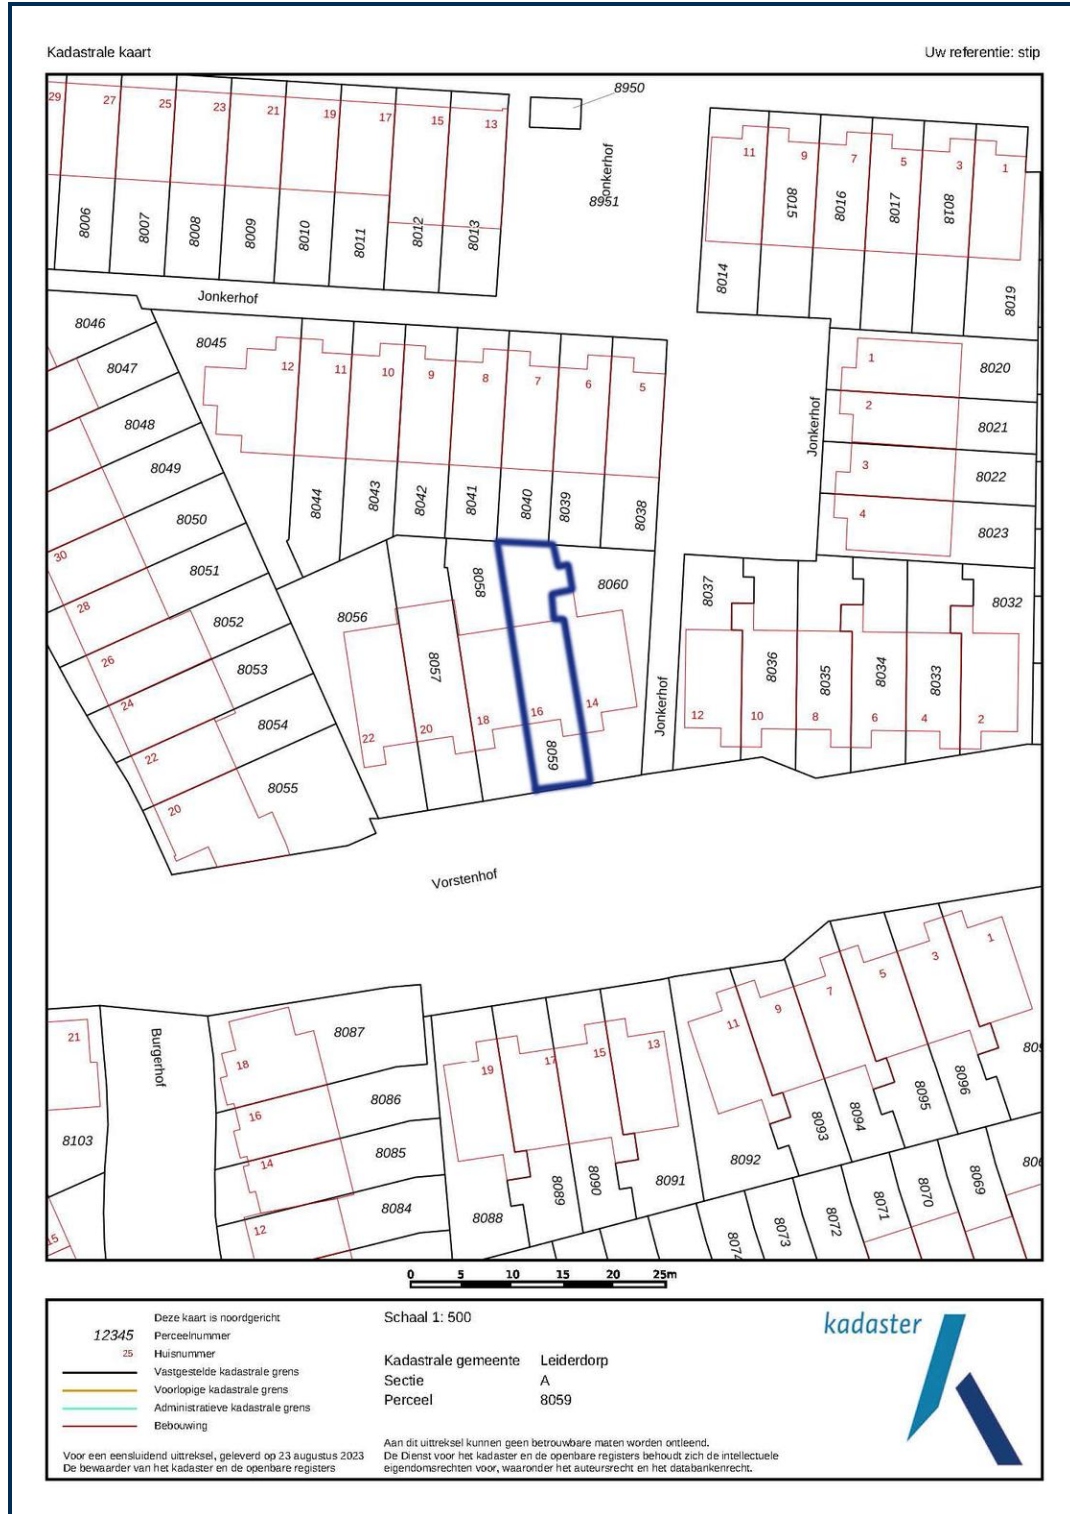 Kadastrale kaart
Uw referentie: stip
8950
29 27 25 23 21 19 17 15 13
Jonkerhof
8951
11 9 7 5 3 1
8006 8007 8008 8009 8010 8011 8012 8013
8014 8015 8016 8017 8018 8019
Jonkerhof
8046
8045
8047
12 11 10 9 8 7 6 5
1
8020
2
8021
Jonkerhof
3
8022
4
8023
8048
8049
8050
8051
8052
8053
8054
8055
8044 8043 8042 8041 8040 8039 8038
30
28
26
24
22
20
8056
8057
8058
8060
8059
22 20 18 16 14
Jonkerhof
8037
8036 8035 8034 8033
8032
12 10 8 6 4 2
Vorstenhof
Burgerhof
21
8103
15
18
8087
16
8086
14
8085
12
8084
19 17 15 13
8088
8089
8090
8091
11 9 7 5 3 1
8092
8093
8094
8095
8096
8074
8073
8072
8071
8070
8069
0 5 10 15 20 25m
Deze kaart is noordgericht
12345 Perceelnummer
25 Huisnummer
Vastgestelde kadastrale grens
Voorlopige kadastrale grens
Administratieve kadastrale grens
Bebouwing
Voor een eensluidend uittreksel, geleverd op 23 augustus 2023
De bewaarder van het kadaster en de openbare registers
Schaal 1: 500
Kadastrale gemeente Leiderdorp
Sectie A
Perceel 8059
Aan dit uittreksel kunnen geen betrouwbare maten worden ontleend.
De Dienst voor het kadaster en de openbare registers behoudt zich de intellectuele
eigendomsrechten voor, waaronder het auteursrecht en het databankenrecht.
kadaster